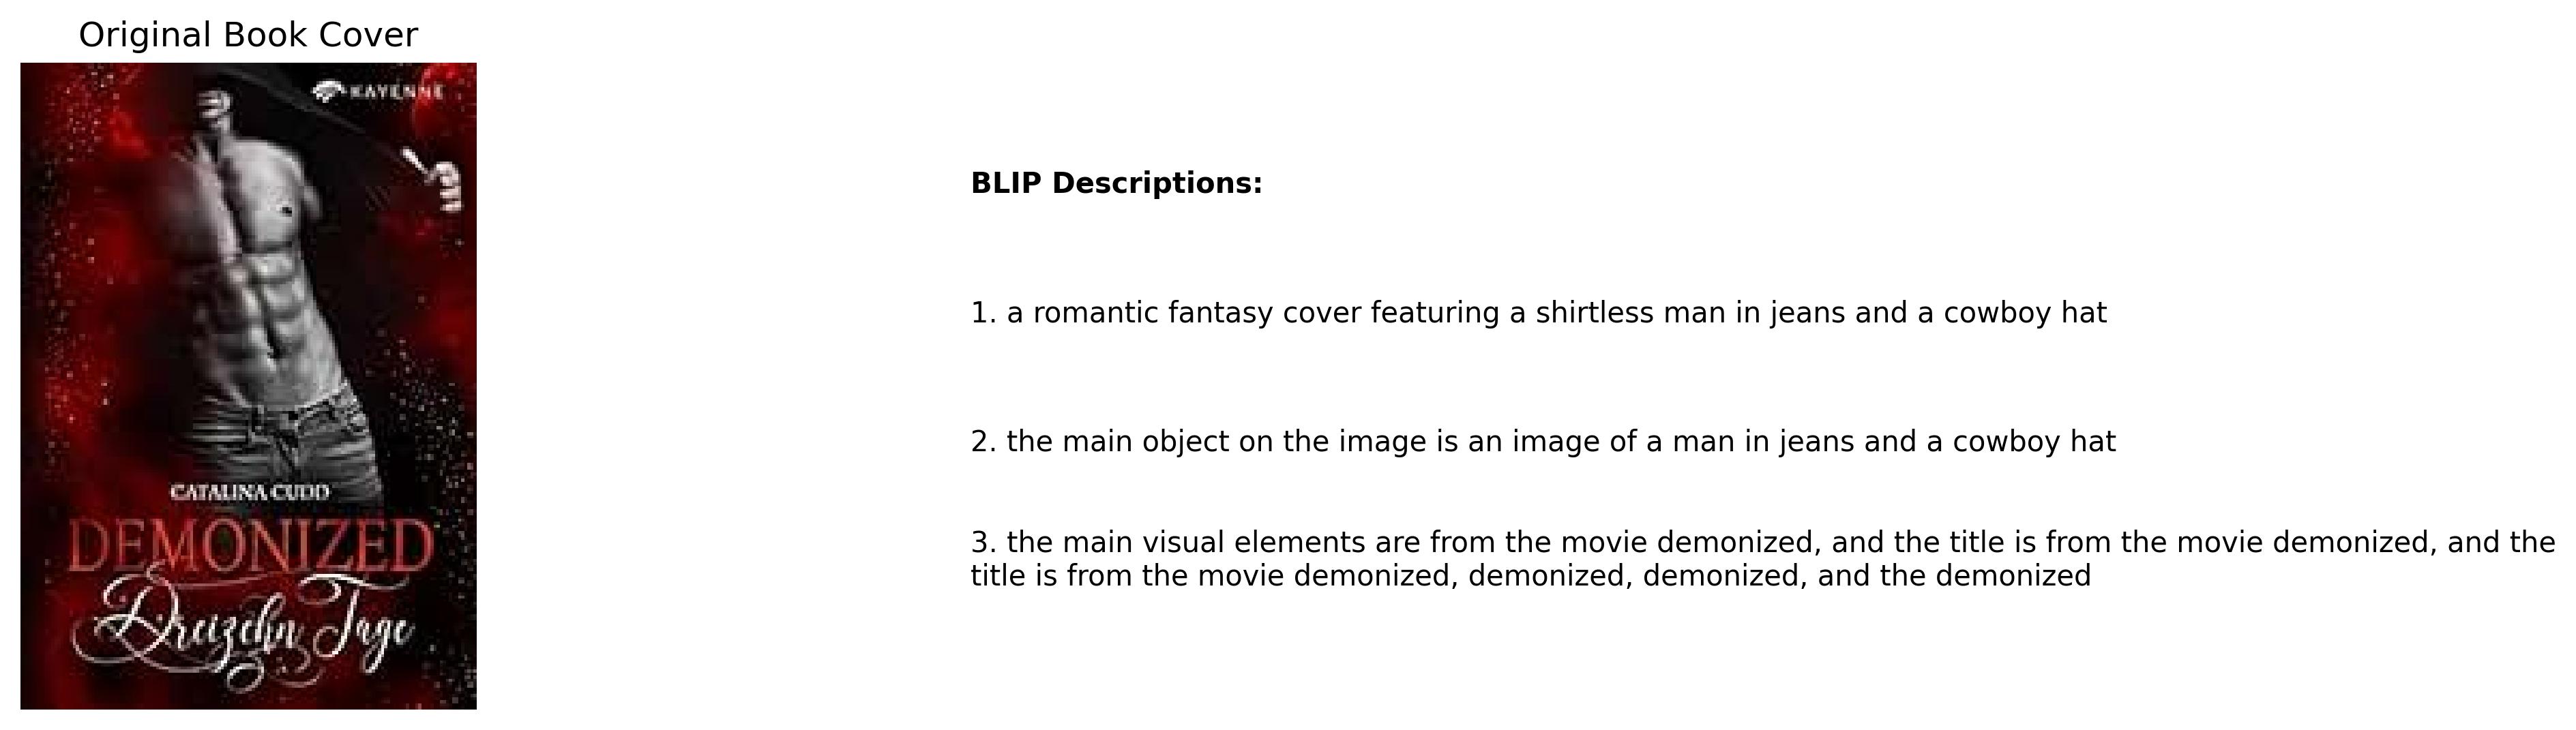 Original Book Cover
KAYENNE
CATALINA CUDD
DEMONIZED
Dreizehn Tage
BLIP Descriptions:
1. a romantic fantasy cover featuring a shirtless man in jeans and a cowboy hat
2. the main object on the image is an image of a man in jeans and a cowboy hat
3. the main visual elements are from the movie demonized, and the title is from the movie demonized, and the
title is from the movie demonized, demonized, demonized, and the demonized